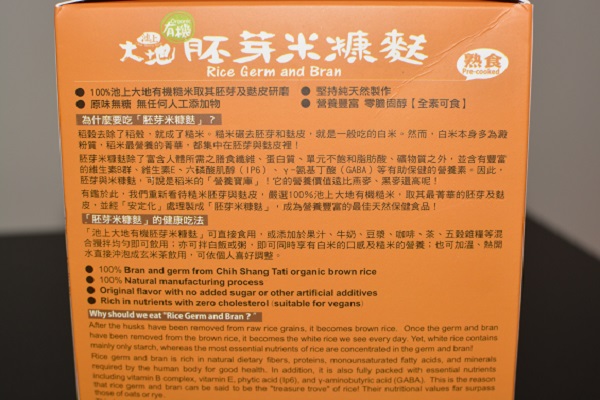 有機
池上
大地 胚芽米糠麩
Rice Germ and Bran
熟食
Pre-cooked
● 100%池上大地有機糙米取其胚芽及麩皮研磨 ● 堅持純天然製作
● 原味無糖 無任何人工添加物 ● 營養豐富 零膽固醇【全素可食】
為什麼要吃「胚芽米糠麩」?
稻穀去除了稻殼,就成了糙米。糙米碾去胚芽和麩皮,就是一般吃的白米。然而,白米本身多為澱
粉質,稻米最營養的菁華,都集中在胚芽與麩皮裡!
胚芽米糠麩除了富含人體所需之膳食纖維、蛋白質、單元不飽和脂肪酸、礦物質之外,並含有豐富
的維生素B群、維生素E、六磷酸肌醇(IP6)、γ-氨基丁酸(GABA)等有助保健的營養素。因此,
胚芽與米糠麩,可說是稻米的「營養寶庫」!它的營養價值遠比燕麥、黑麥還高呢!
有鑑於此,我們重新看待糙米胚芽與麩皮,嚴選100%池上大地有機糙米,取其最菁華的胚芽及麩
皮,並經「安定化」處理製成「胚芽米糠麩」,成為營養豐富的最佳天然保健食品!
「胚芽米糠麩」的健康吃法
「池上大地有機胚芽米糠麩」可直接食用,或添加於果汁、牛奶、豆漿、咖啡、茶、五穀雜糧等混
合攪拌均勻即可飲用;亦可拌白飯或粥,即可同時享有白米的口感及糙米的營養;也可加溫、熱開
水直接沖泡成玄米茶飲用,可依個人喜好調整。
● 100% Bran and germ from Chih Shang Tati organic brown rice
● 100% Natural manufacturing process
● Original flavor with no added sugar or other artificial additives
● Rich in nutrients with zero cholesterol (suitable for vegans)
Why should we eat "Rice Germ and Bran ? "
After the husks have been removed from raw rice grains, it becomes brown rice. Once the germ and bran
have been removed from the brown rice, it becomes the white rice we see every day. Yet, white rice contains
mainly only starch, whereas the most essential nutrients of rice are concentrated in the germ and bran!
Rice germ and bran is rich in natural dietary fibers, proteins, monounsaturated fatty acids, and minerals
required by the human body for good health. In addition, it is also fully packed with essential nutrients
including vitamin B complex, vitamin E, phytic acid (Ip6), and γ-aminobutyric acid (GABA). This is the reason
that rice germ and bran can be said to be the "treasure trove" of rice! Their nutritional values far surpass
those of oats or rye.